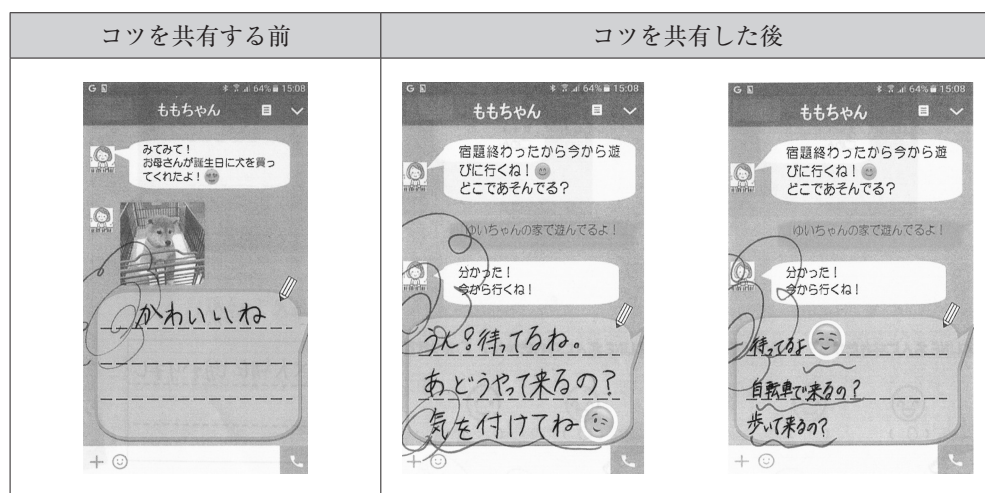 コツを共有する前
コツを共有した後
G 64% 15:08
ももちゃん
みてみて！
お母さんが誕生日に犬を買っ
てくれたよ！
かわいいね
G 64% 15:08
ももちゃん
宿題終わったから今から遊
びに行くね！
どこであそんでる？
ゆいちゃんの家で遊んでるよ！
分かった！
今から行くね！
うん!待ってるね。
あ どうやって来るの?
気を付けてね
G 64% 15:08
ももちゃん
宿題終わったから今から遊
びに行くね！
どこであそんでる？
ゆいちゃんの家で遊んでるよ！
分かった！
今から行くね！
待ってるよ
自転車で来るの?
歩いて来るの?